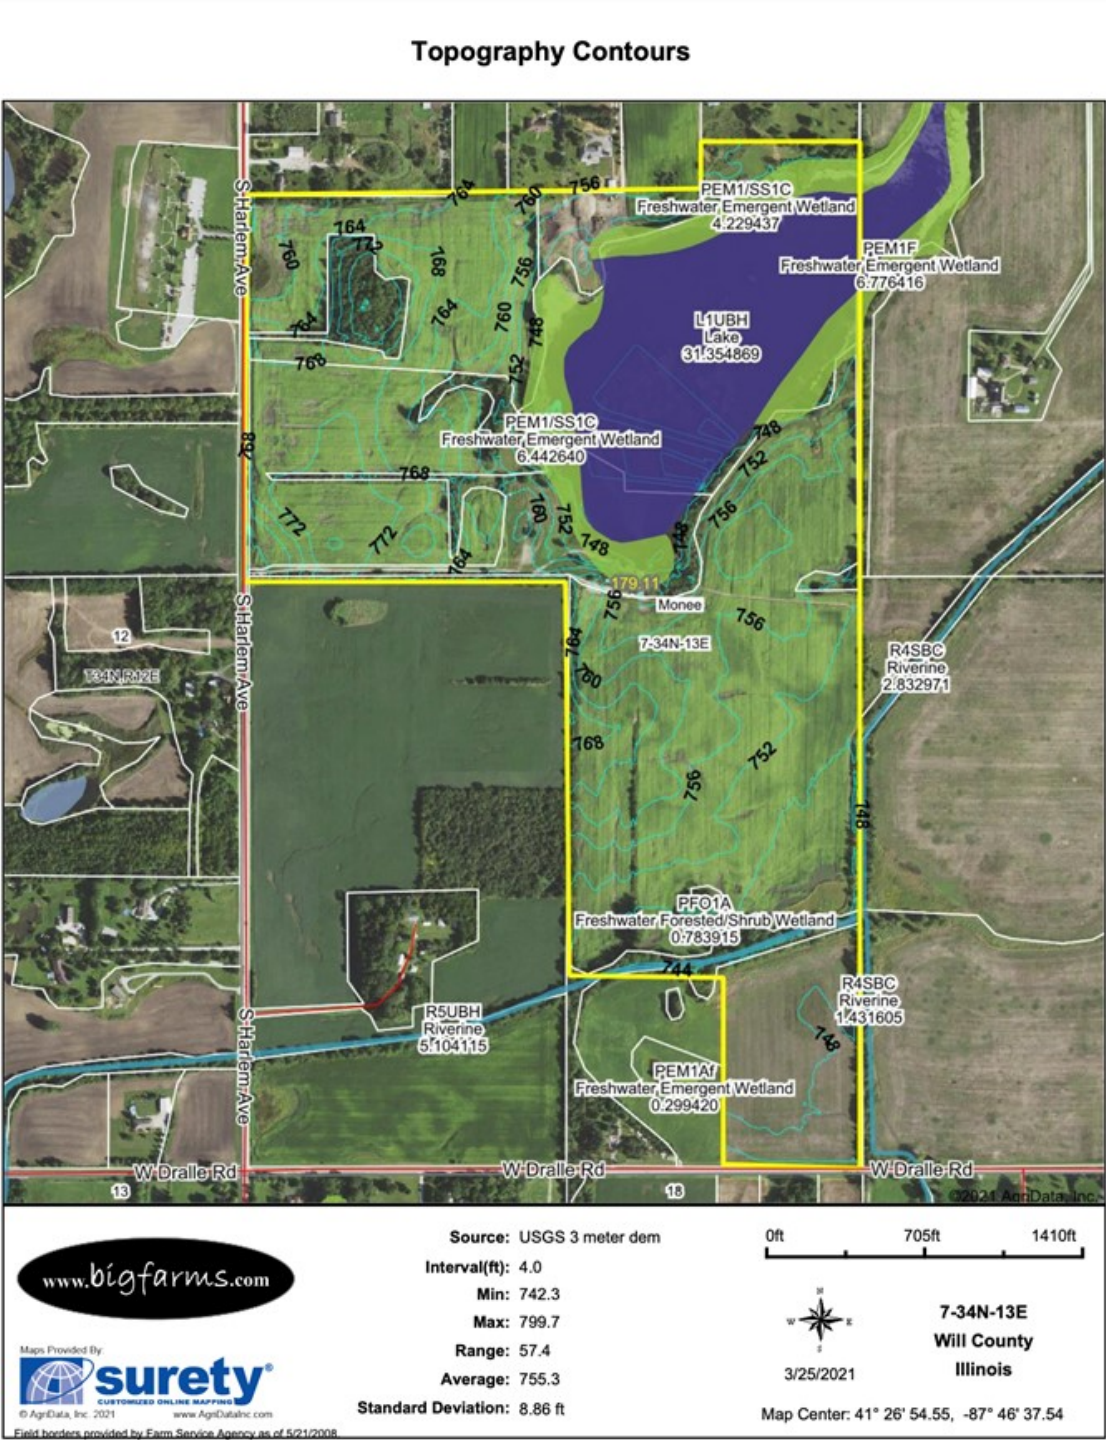 Topography Contours
S Harlem Ave
764
760
756
PEM1/SS1C
Freshwater Emergent Wetland
4.229437
764
772
760
768
756
PEM1F
Freshwater Emergent Wetland
6.776416
764
764
760
748
L1UBH
Lake
31.354869
768
752
768
PEM1/SS1C
Freshwater Emergent Wetland
6.442640
748
752
768
772
772
760
752
748
748
756
764
179.11
S Harlem Ave
756
Monee
756
12
764
7-34N-13E
T34N,R12E
760
R4SBC
Riverine
2.832971
768
752
756
748
PFO1A
Freshwater Forested/Shrub Wetland
0.783915
744
S Harlem Ave
R5UBH
Riverine
5.104115
R4SBC
Riverine
1.431605
748
PEM1Af
Freshwater Emergent Wetland
0.299420
W Dralle Rd
W Dralle Rd
W Dralle Rd
13
18
©2021 AgriData, Inc.
www.bigfarms.com
Maps Provided By:
surety®
CUSTOMIZED ONLINE MAPPING
© AgriData, Inc. 2021 www.AgriDataInc.com
Field borders provided by Farm Service Agency as of 5/21/2008.
Source: USGS 3 meter dem
Interval(ft): 4.0
Min: 742.3
Max: 799.7
Range: 57.4
Average: 755.3
Standard Deviation: 8.86 ft
0ft 705ft 1410ft
N
W E
S
3/25/2021
7-34N-13E
Will County
Illinois
Map Center: 41° 26' 54.55, -87° 46' 37.54